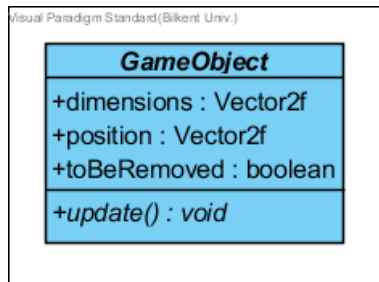 Visual Paradigm Standard(Bilkent Univ.)
GameObject
+dimensions : Vector2f
+position : Vector2f
+toBeRemoved : boolean
+update() : void